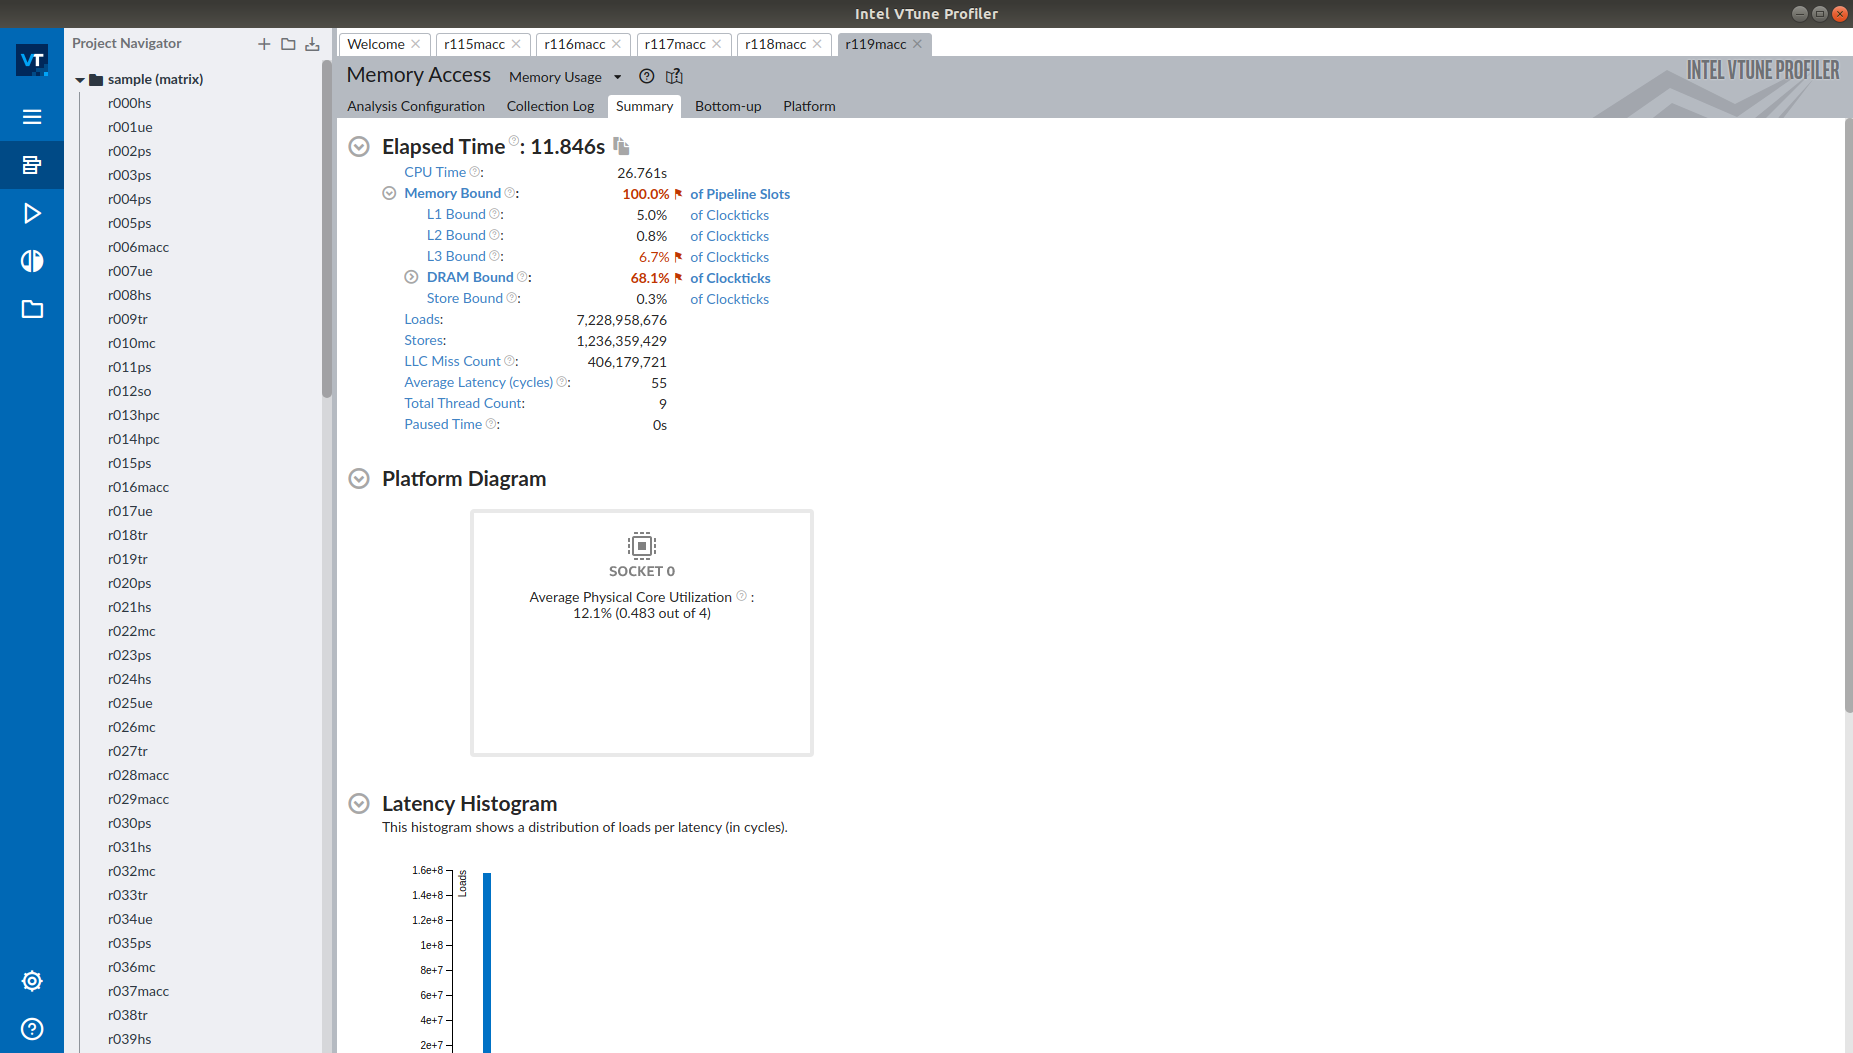 Intel VTune Profiler
VT
Project Navigator
sample (matrix)
r000hs
r001ue
r002ps
r003ps
r004ps
r005ps
r006macc
r007ue
r008hs
r009tr
r010mc
r011ps
r012so
r013hpc
r014hpc
r015ps
r016macc
r017ue
r018tr
r019tr
r020ps
r021hs
r022mc
r023ps
r024hs
r025ue
r026mc
r027tr
r028macc
r029macc
r030ps
r031hs
r032mc
r033tr
r034ue
r035ps
r036mc
r037macc
r038tr
r039hs
Welcome r115macc r116macc r117macc r118macc r119macc
Memory Access Memory Usage
INTEL VTUNE PROFILER
Analysis Configuration Collection Log Summary Bottom-up Platform
Elapsed Time : 11.846s
CPU Time : 26.761s
Memory Bound : 100.0% of Pipeline Slots
L1 Bound : 5.0% of Clockticks
L2 Bound : 0.8% of Clockticks
L3 Bound : 6.7% of Clockticks
DRAM Bound : 68.1% of Clockticks
Store Bound : 0.3% of Clockticks
Loads: 7,228,958,676
Stores: 1,236,359,429
LLC Miss Count : 406,179,721
Average Latency (cycles) : 55
Total Thread Count: 9
Paused Time : 0s
Platform Diagram
SOCKET 0
Average Physical Core Utilization :
12.1% (0.483 out of 4)
Latency Histogram
This histogram shows a distribution of loads per latency (in cycles).
Loads
1.6e+8
1.4e+8
1.2e+8
1e+8
8e+7
6e+7
4e+7
2e+7